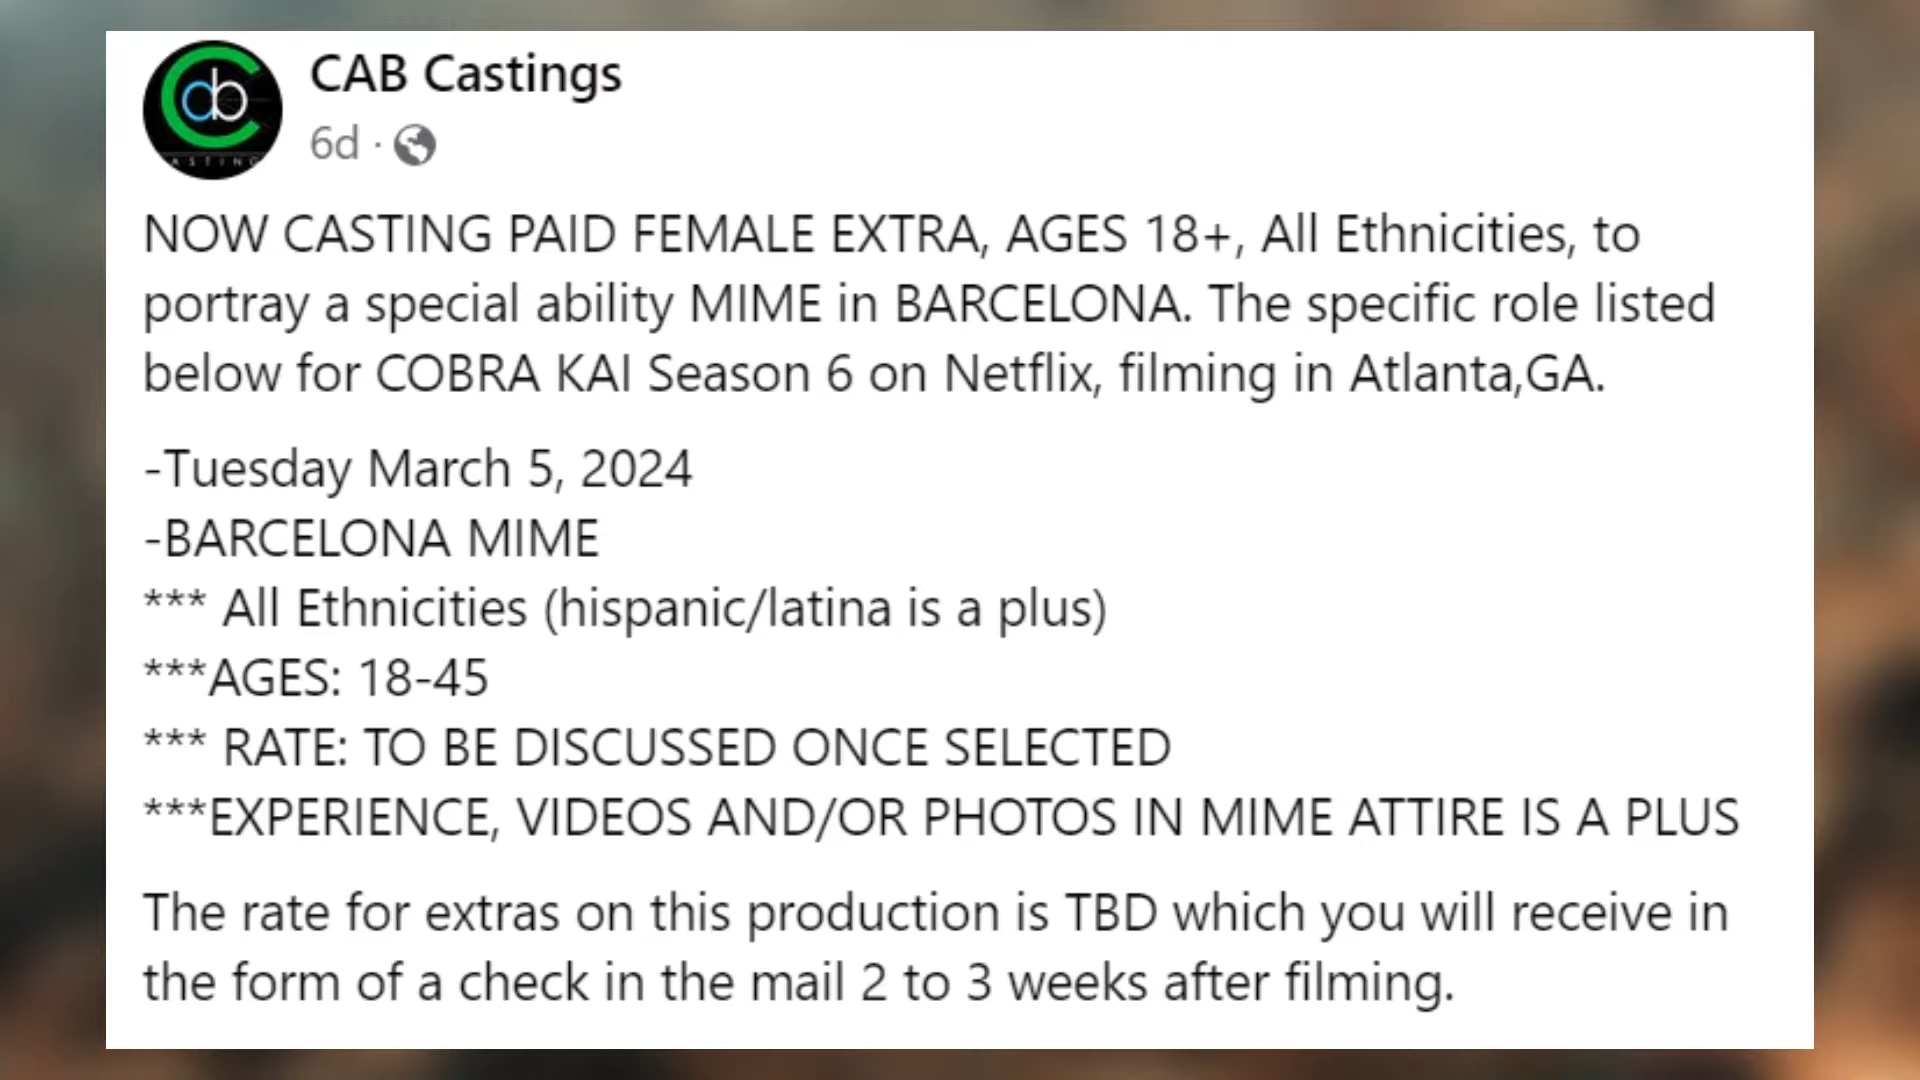 CAB Castings
6d ·
NOW CASTING PAID FEMALE EXTRA, AGES 18+, All Ethnicities, to
portray a special ability MIME in BARCELONA. The specific role listed
below for COBRA KAI Season 6 on Netflix, filming in Atlanta,GA.
-Tuesday March 5, 2024
-BARCELONA MIME
*** All Ethnicities (hispanic/latina is a plus)
***AGES: 18-45
*** RATE: TO BE DISCUSSED ONCE SELECTED
***EXPERIENCE, VIDEOS AND/OR PHOTOS IN MIME ATTIRE IS A PLUS
The rate for extras on this production is TBD which you will receive in
the form of a check in the mail 2 to 3 weeks after filming.